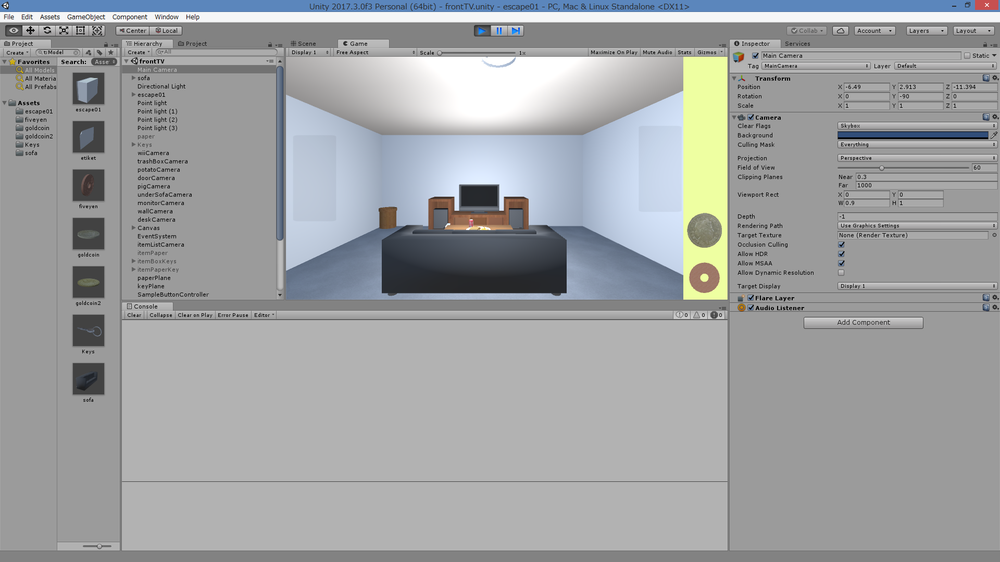 Unity 2017.3.0f3 Personal (64bit) - frontTV.unity - escape01 - PC, Mac & Linux Standalone <DX11>
File Edit Assets GameObject Component Window Help
Center Local Collab Account Layers Layout
Project
Create t:Model
Favorites
All Models
All Materia
All Prefabs
Assets
escape01
fiveyen
goldcoin
goldcoin2
Keys
sofa
Search: Asse
escape01
etiket
fiveyen
goldcoin
goldcoin2
Keys
sofa
Hierarchy Project
Create All
frontTV
Main Camera
sofa
Directional Light
escape01
Point light
Point light (1)
Point light (2)
Point light (3)
paper
Keys
wiiCamera
trashBoxCamera
potatoCamera
doorCamera
pigCamera
underSofaCamera
monitorCamera
wallCamera
deskCamera
Canvas
EventSystem
itemListCamera
itemPaper
itemBoxKeys
itemPaperKey
paperPlane
keyPlane
SampleButtonController
Scene Game
Display 1 Free Aspect Scale 1x Maximize On Play Mute Audio Stats Gizmos
Console
Clear Collapse Clear on Play Error Pause Editor 0 0 0
Inspector Services
Main Camera Static
Tag MainCamera Layer Default
Transform
Position X -6.49 Y 2.913 Z -11.394
Rotation X 0 Y -90 Z 0
Scale X 1 Y 1 Z 1
Camera
Clear Flags Skybox
Background
Culling Mask Everything
Projection Perspective
Field of View 60
Clipping Planes Near 0.3
Far 1000
Viewport Rect X 0 Y 0
W 0.9 H 1
Depth -1
Rendering Path Use Graphics Settings
Target Texture None (Render Texture)
Occlusion Culling
Allow HDR
Allow MSAA
Allow Dynamic Resolution
Target Display Display 1
Flare Layer
Audio Listener
Add Component